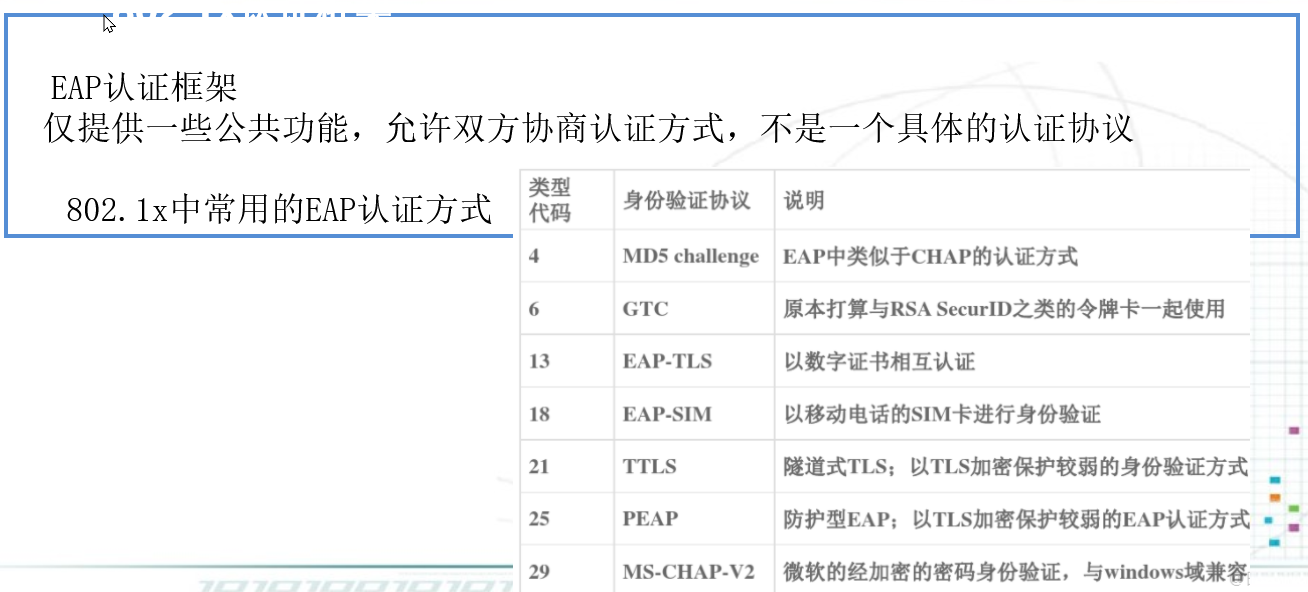 EAP认证框架
仅提供一些公共功能，允许双方协商认证方式，不是一个具体的认证协议
802.1x中常用的EAP认证方式
类型代码 身份验证协议 说明
4 MD5 challenge EAP中类似于CHAP的认证方式
6 GTC 原本打算与RSA SecurID之类的令牌卡一起使用
13 EAP-TLS 以数字证书相互认证
18 EAP-SIM 以移动电话的SIM卡进行身份验证
21 TTLS 隧道式TLS；以TLS加密保护较弱的身份验证方式
25 PEAP 防护型EAP；以TLS加密保护较弱的EAP认证方式
29 MS-CHAP-V2 微软的经加密的密码身份验证，与windows域兼容